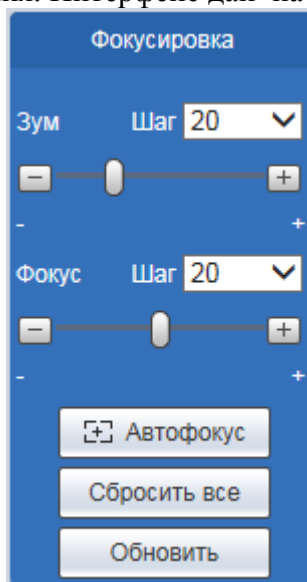 Фокусировка
Зум Шаг 20
- +
- +
Фокус Шаг 20
- +
- +
Автофокус
Сбросить все
Обновить